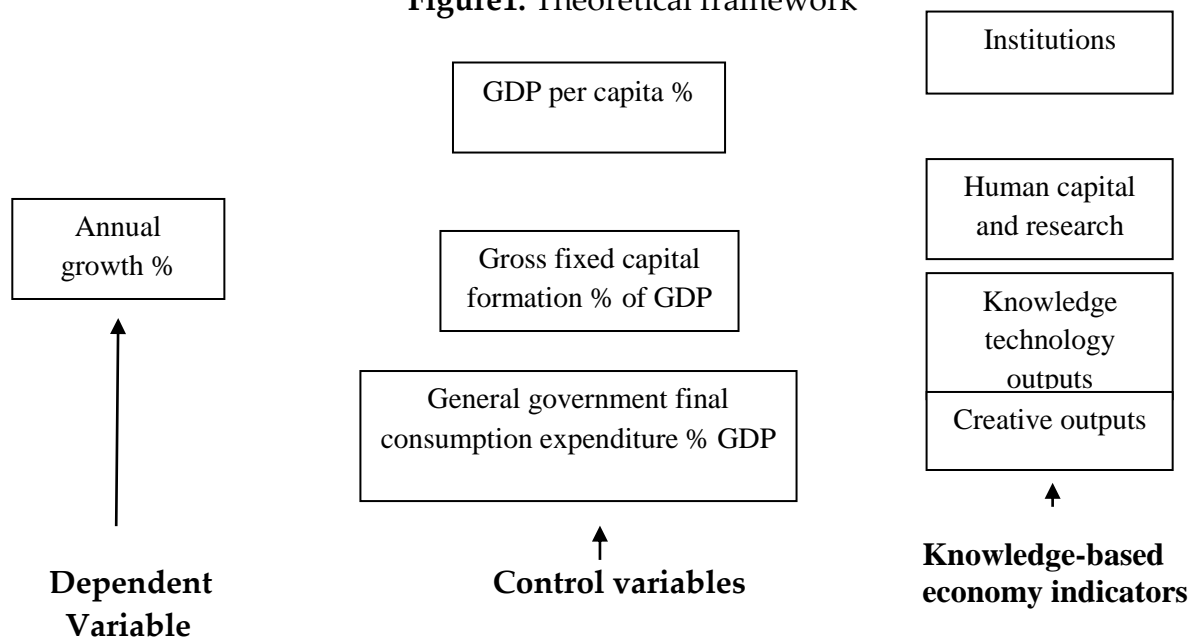 Figure1. Theoretical framework
Institutions
GDP per capita %
Human capital
and research
Annual
growth %
Gross fixed capital
formation % of GDP
Knowledge
technology
outputs
General government final
consumption expenditure % GDP
Creative outputs
Dependent
Variable
Control variables
Knowledge-based
economy indicators